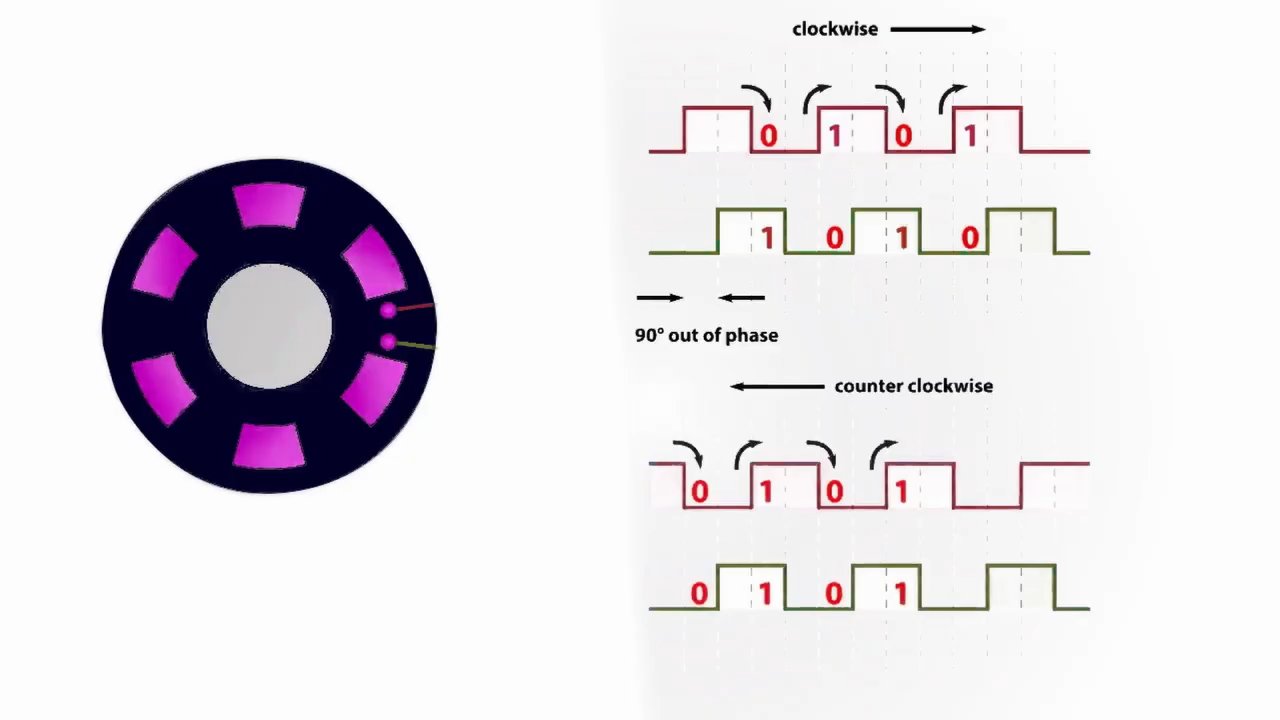 clockwise
0 1 0 1
1 0 1 0
90° out of phase
counter clockwise
0 1 0 1
0 1 0 1